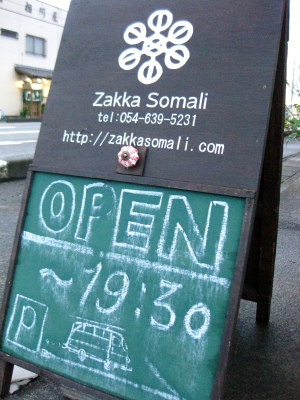 Zakka Somali
tel:054-639-5231
http://zakkasomali.com
OPEN
~19:30
P